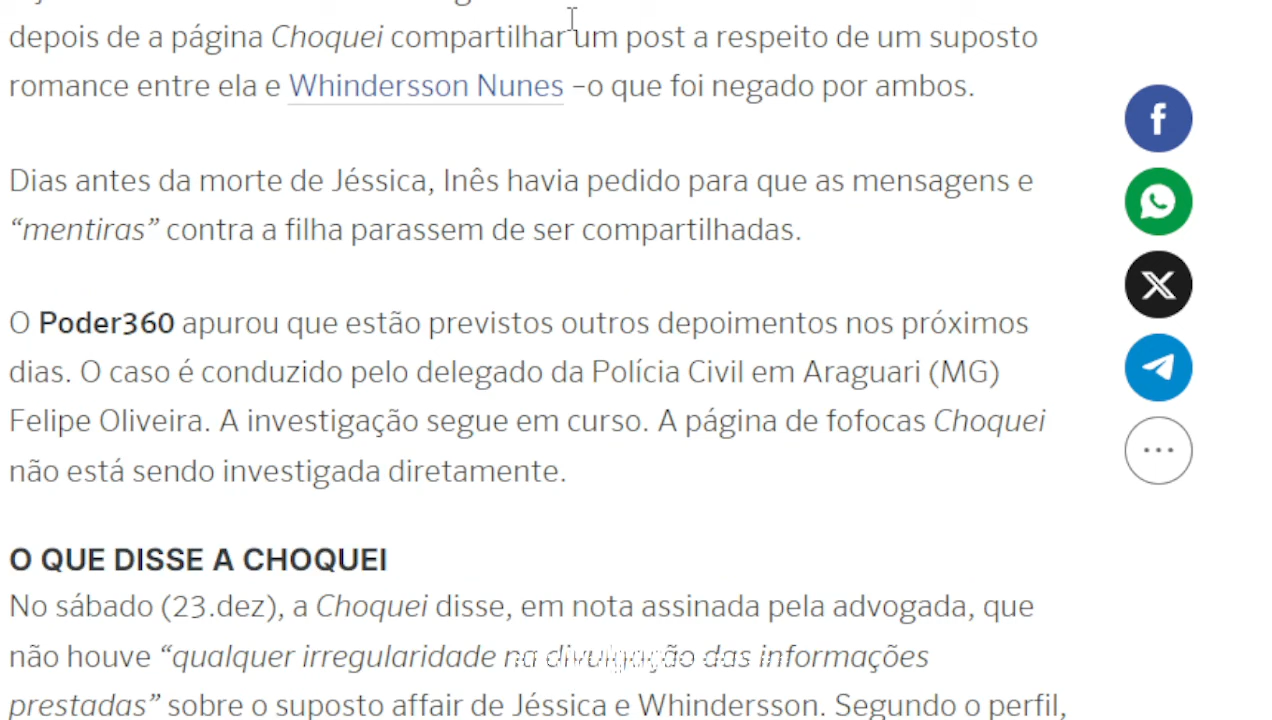 depois de a página Choquei compartilhar um post a respeito de um suposto
romance entre ela e Whindersson Nunes –o que foi negado por ambos.
Dias antes da morte de Jéssica, Inês havia pedido para que as mensagens e
“mentiras” contra a filha parassem de ser compartilhadas.
O Poder360 apurou que estão previstos outros depoimentos nos próximos
dias. O caso é conduzido pelo delegado da Polícia Civil em Araguari (MG)
Felipe Oliveira. A investigação segue em curso. A página de fofocas Choquei
não está sendo investigada diretamente.
O QUE DISSE A CHOQUEI
No sábado (23.dez), a Choquei disse, em nota assinada pela advogada, que
não houve “qualquer irregularidade na divulgação das informações
prestadas” sobre o suposto affair de Jéssica e Whindersson. Segundo o perfil,